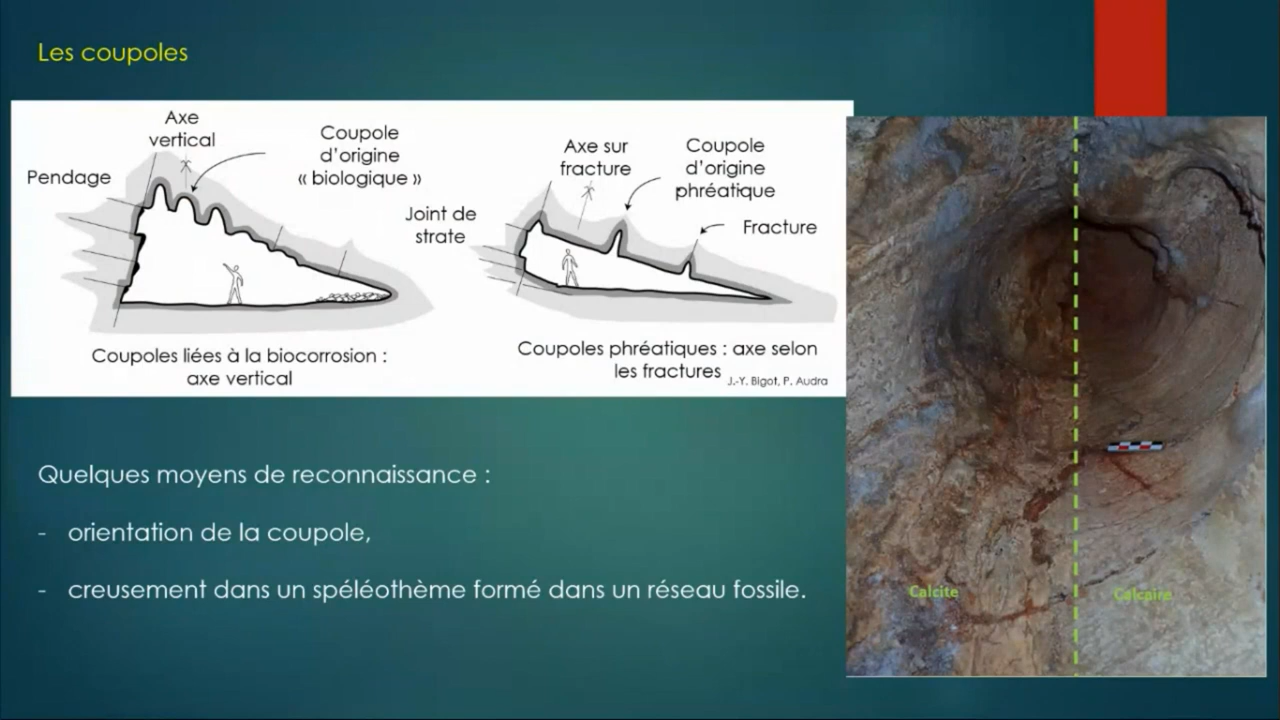 Les coupoles
Axe
vertical
Coupole
d’origine
« biologique »
Pendage
Coupoles liées à la biocorrosion :
axe vertical
Axe sur
fracture
Coupole
d’origine
phréatique
Joint de
strate
Fracture
Coupoles phréatiques : axe selon
les fractures
J.-Y. Bigot, P. Audra
Quelques moyens de reconnaissance :
- orientation de la coupole,
- creusement dans un spéléothème formé dans un réseau fossile.
Calcite
Calcaire